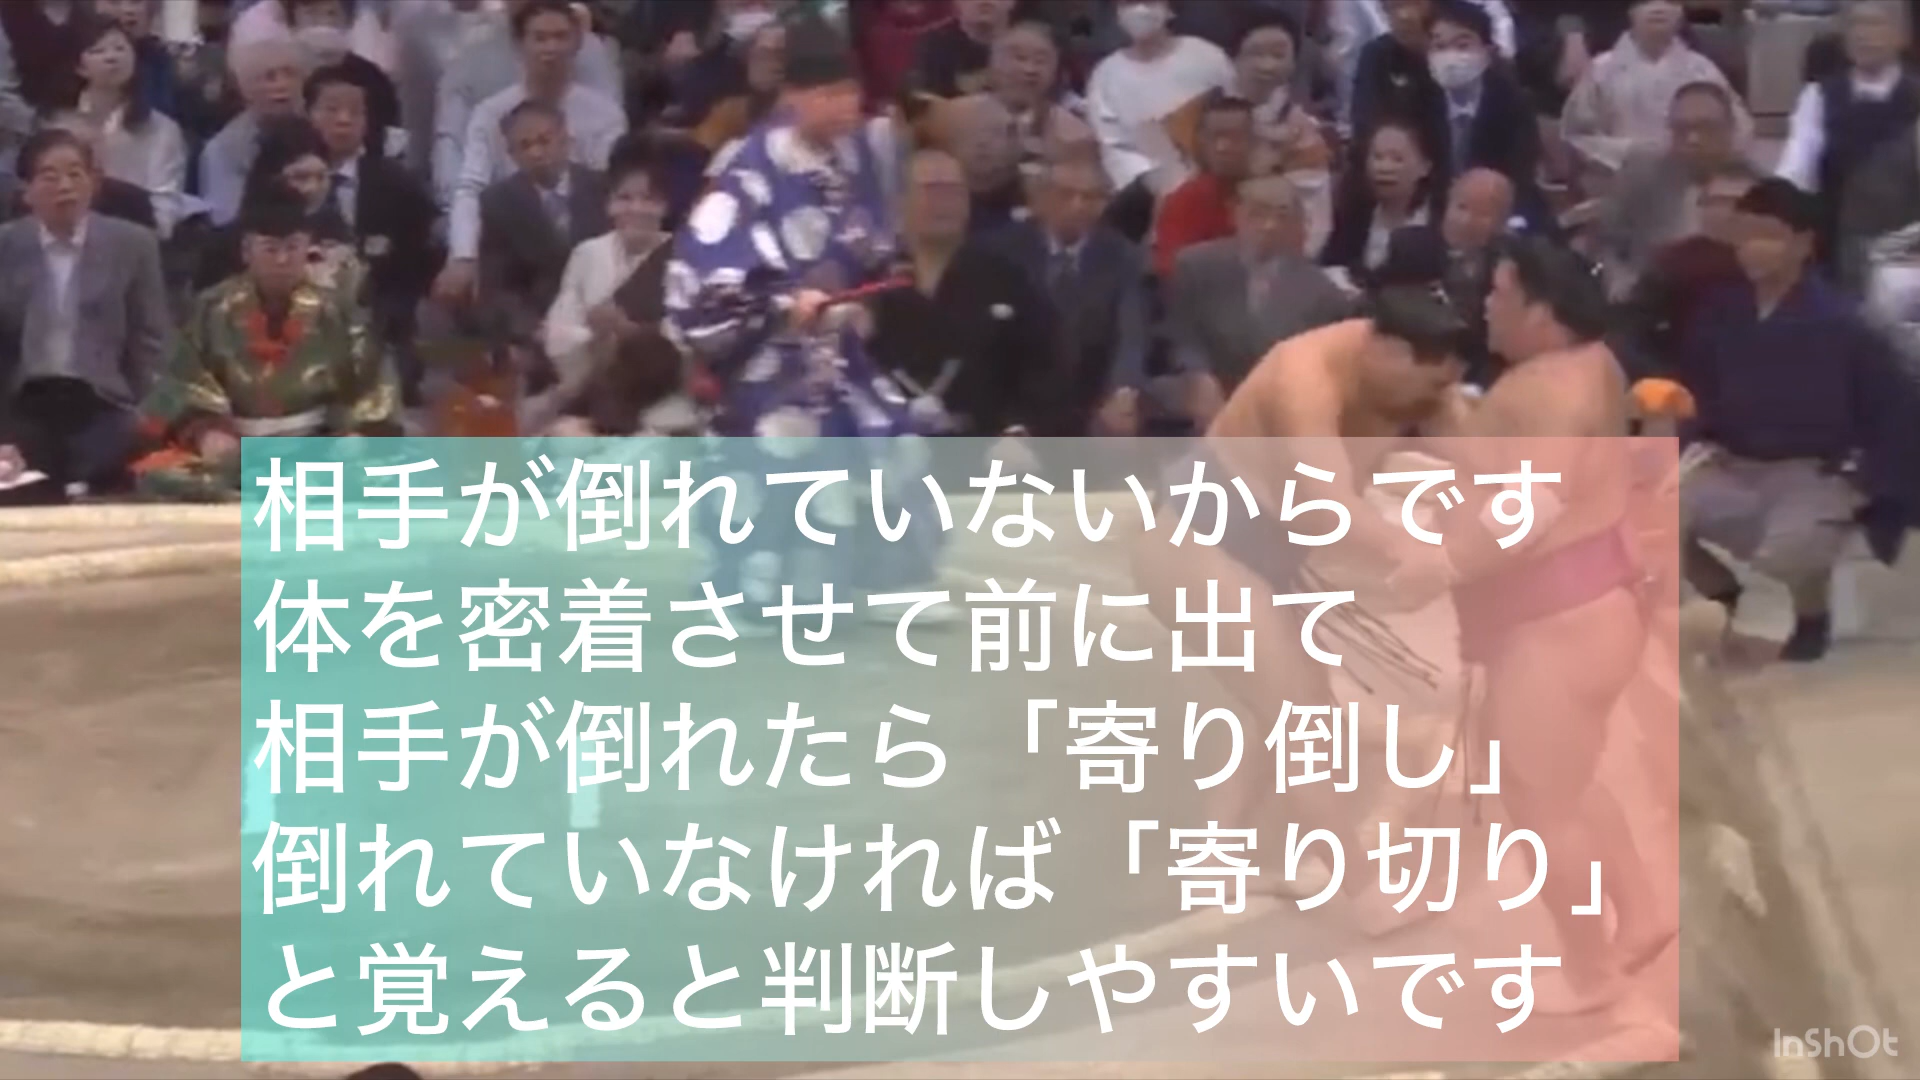 相手が倒れていないからです
体を密着させて前に出て
相手が倒れたら「寄り倒し」
倒れていなければ「寄り切り」
と覚えると判断しやすいです
InShOt